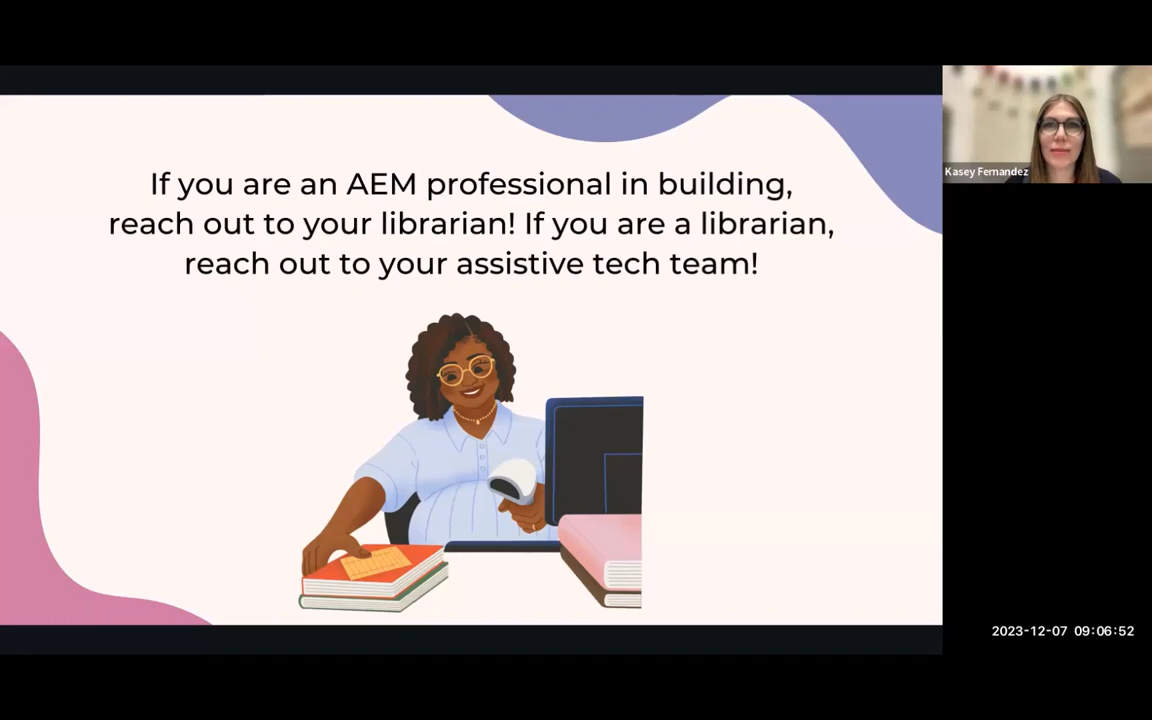 If you are an AEM professional in building,
reach out to your librarian! If you are a librarian,
reach out to your assistive tech team!
Kasey Fernandez
2023-12-07 09:06:52